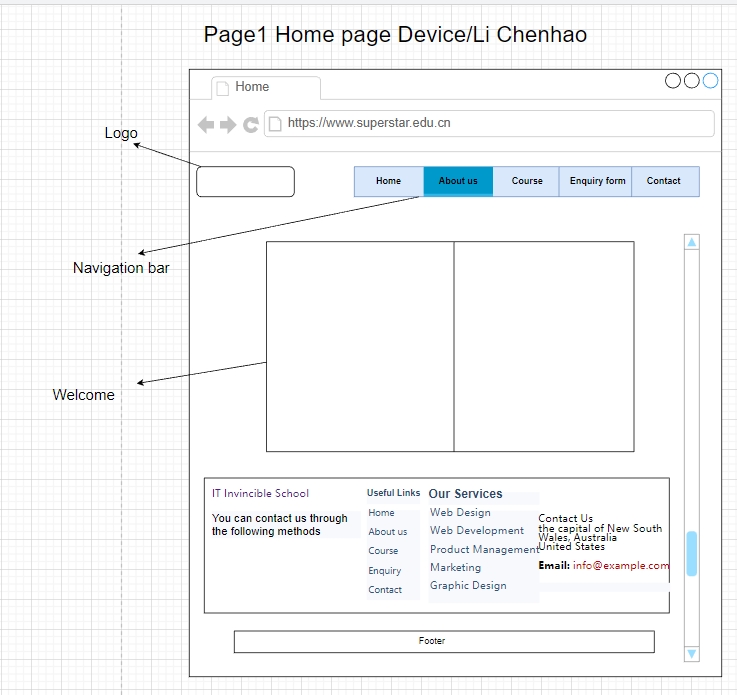 Page1 Home page Device/Li Chenhao
Home
https://www.superstar.edu.cn
Logo
Home
About us
Course
Enquiry form
Contact
Navigation bar
Welcome
IT Invincible School
You can contact us through
the following methods
Useful Links
Home
About us
Course
Enquiry
Contact
Our Services
Web Design
Web Development
Product Management
Marketing
Graphic Design
Contact Us
the capital of New South
Wales, Australia
United States
Email: info@example.com
Footer